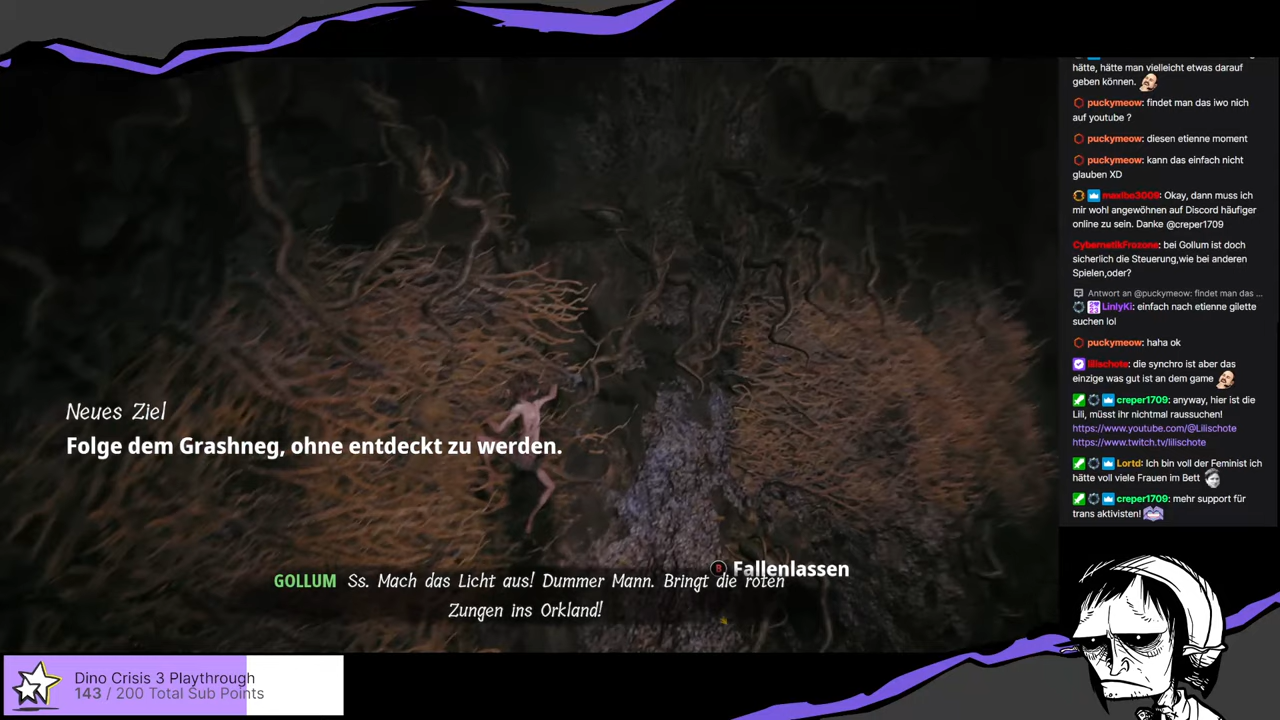 hätte, hätte man vielleicht etwas darauf
geben können.
puckymeow: findet man das iwo nich
auf youtube ?
puckymeow: diesen etienne moment
puckymeow: kann das einfach nicht
glauben XD
maxibo3009: Okay, dann muss ich
mir wohl angewöhnen auf Discord häufiger
online zu sein. Danke @creper1709
CybernetikFrozone: bei Gollum ist doch
sicherlich die Steuerung,wie bei anderen
Spielen,oder?
Antwort an @puckymeow: findet man das ...
LinlyKi: einfach nach etienne gilette
suchen lol
puckymeow: haha ok
lilischote: die synchro ist aber das
einzige was gut ist an dem game
creper1709: anyway, hier ist die
Lili, müsst ihr nichtmal raussuchen!
https://www.youtube.com/@Lilischote
https://www.twitch.tv/lilischote
Lortd: Ich bin voll der Feminist ich
hätte voll viele Frauen im Bett
creper1709: mehr support für
trans aktivisten!
Neues Ziel
Folge dem Grashneg, ohne entdeckt zu werden.
B Fallenlassen
GOLLUM Ss. Mach das Licht aus! Dummer Mann. Bringt die roten
Zungen ins Orkland!
Dino Crisis 3 Playthrough
143 / 200 Total Sub Points